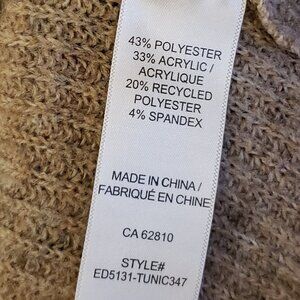 43% POLYESTER
33% ACRYLIC /
ACRYLIQUE
20% RECYCLED
POLYESTER
4% SPANDEX
MADE IN CHINA /
FABRIQUÉ EN CHINE
CA 62810
STYLE#
ED5131-TUNIC347